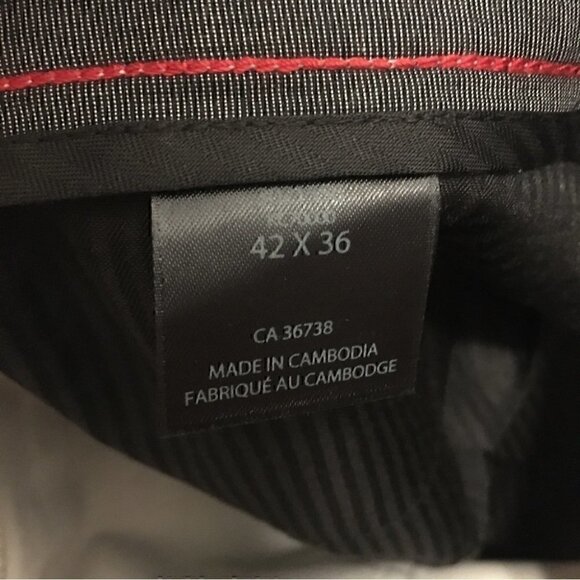 42 X 36
CA 36738
MADE IN CAMBODIA
FABRIQUÉ AU CAMBODGE